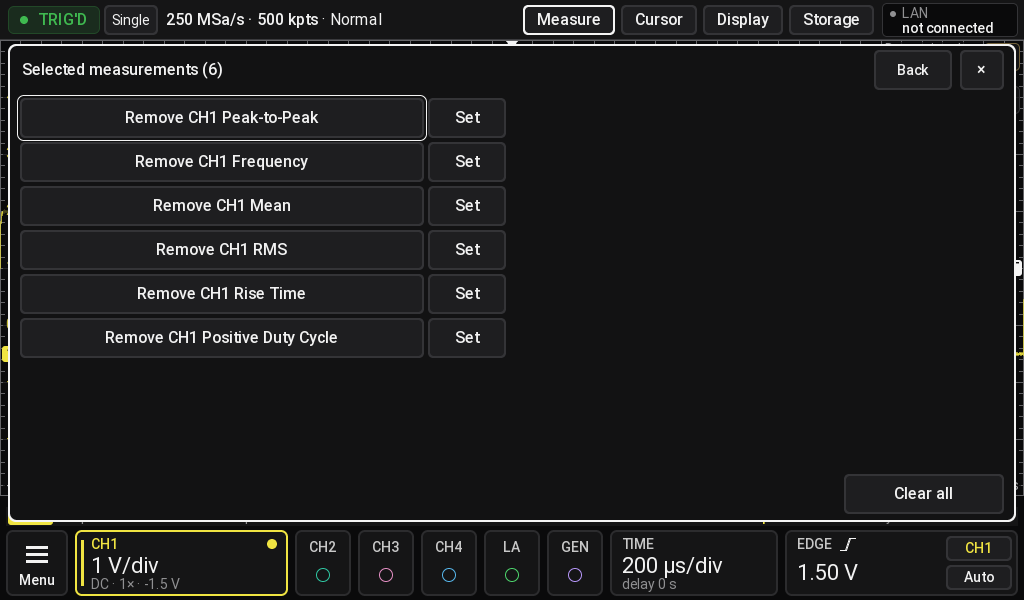 TRIG'D Single 250 MSa/s · 500 kpts · Normal Measure Cursor Display Storage LAN
not connected
Selected measurements (6) Back ×
Remove CH1 Peak-to-Peak Set
Remove CH1 Frequency Set
Remove CH1 Mean Set
Remove CH1 RMS Set
Remove CH1 Rise Time Set
Remove CH1 Positive Duty Cycle Set
Clear all
Menu
CH1
1 V/div
DC · 1× · -1.5 V
CH2
CH3
CH4
LA
GEN
TIME
200 µs/div
delay 0 s
EDGE
1.50 V
CH1
Auto